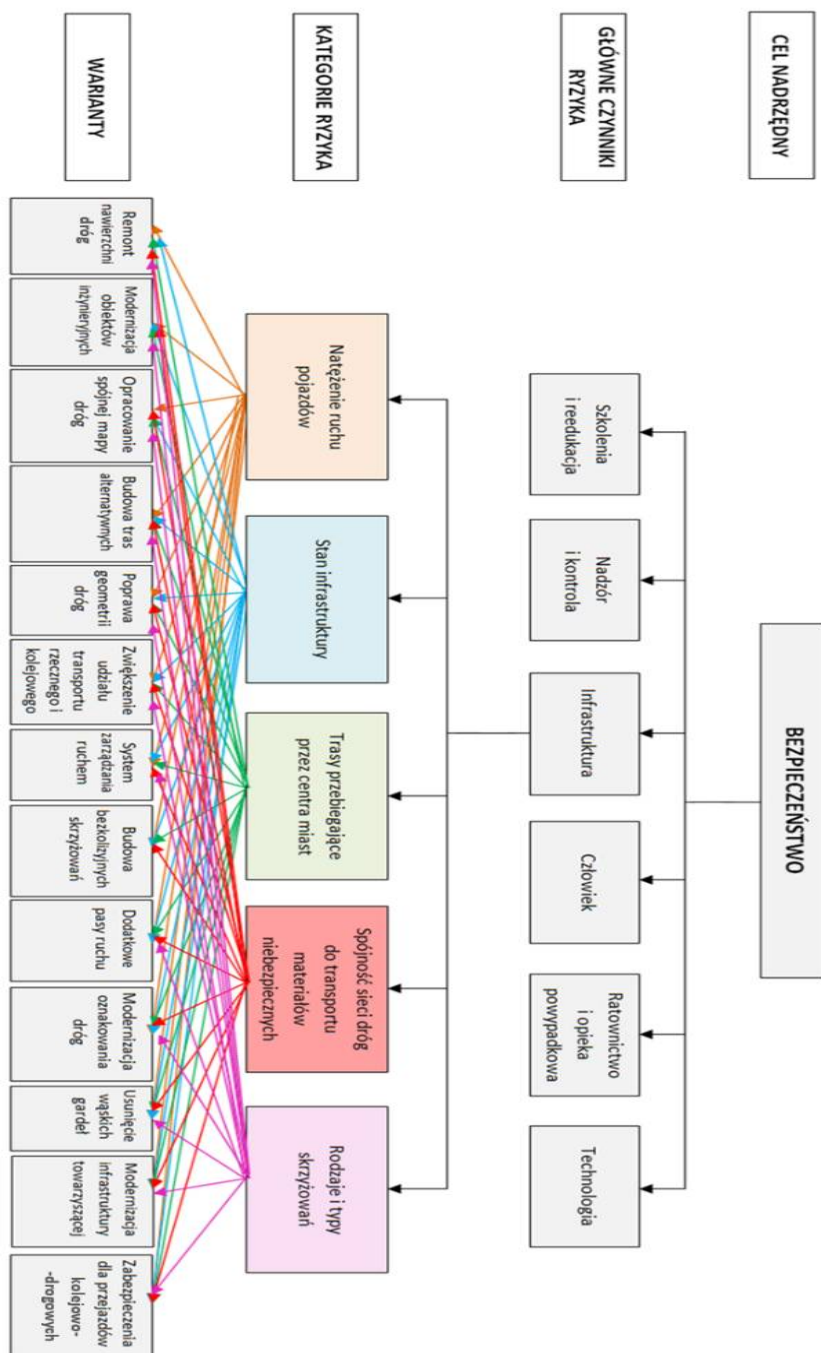 CEL NADRZĘDNY
BEZPIECZEŃSTWO
GŁÓWNE CZYNNIKI
RYZYKA
Szkolenia
i reedukacja
Nadzór
i kontrola
Infrastruktura
Człowiek
Ratownictwo
i opieka
powypadkowa
Technologia
KATEGORIE RYZYKA
Natężenie ruchu
pojazdów
Stan infrastruktury
Trasy przebiegające
przez centra miast
Spójność sieci dróg
do transportu
materiałów
niebezpiecznych
Rodzaje i typy
skrzyżowań
WARIANTY
Remont
nawierzchni
dróg
Modernizacja
obiektów
inżynieryjnych
Opracowanie
spójnej mapy
dróg
Budowa tras
alternatywnych
Poprawa
geometrii
dróg
Zwiększenie
udziału
transportu
rzecznego i
kolejowego
System
zarządzania
ruchem
Budowa
bezkolizyjnych
skrzyżowań
Dodatkowe
pasy ruchu
Modernizacja
oznakowania
dróg
Usunięcie
wąskich
gardeł
Modernizacja
infrastruktury
towarzyszącej
Zabezpieczenia
dla przejazdów
kolejowo-
-drogowych